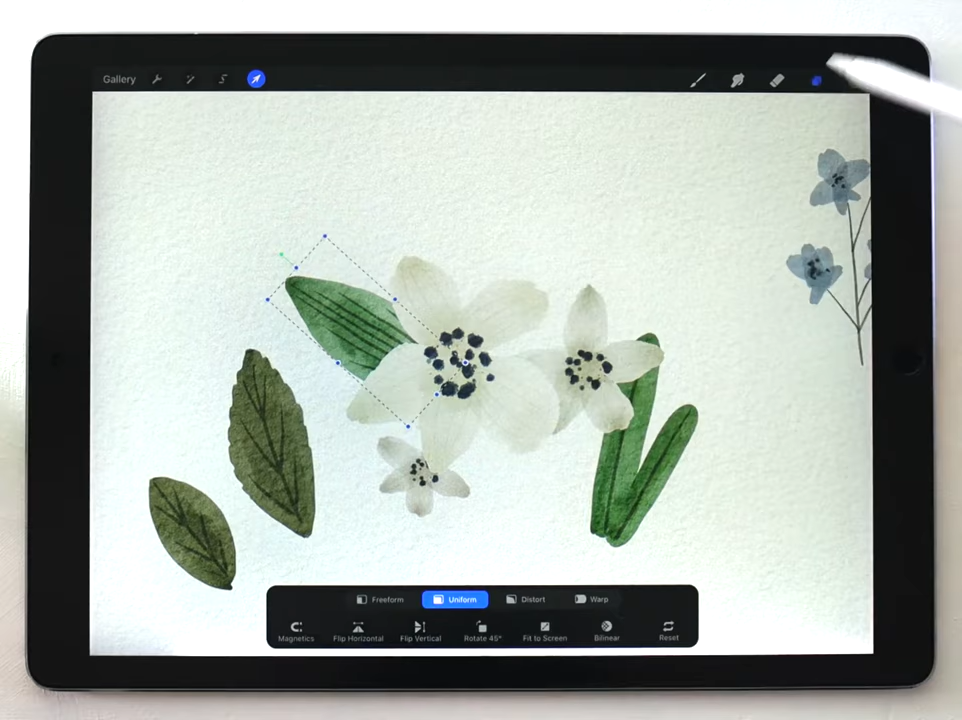 Gallery
Freeform Uniform Distort Warp
Magnetics Flip Horizontal Flip Vertical Rotate 45° Fit to Screen Bilinear Reset